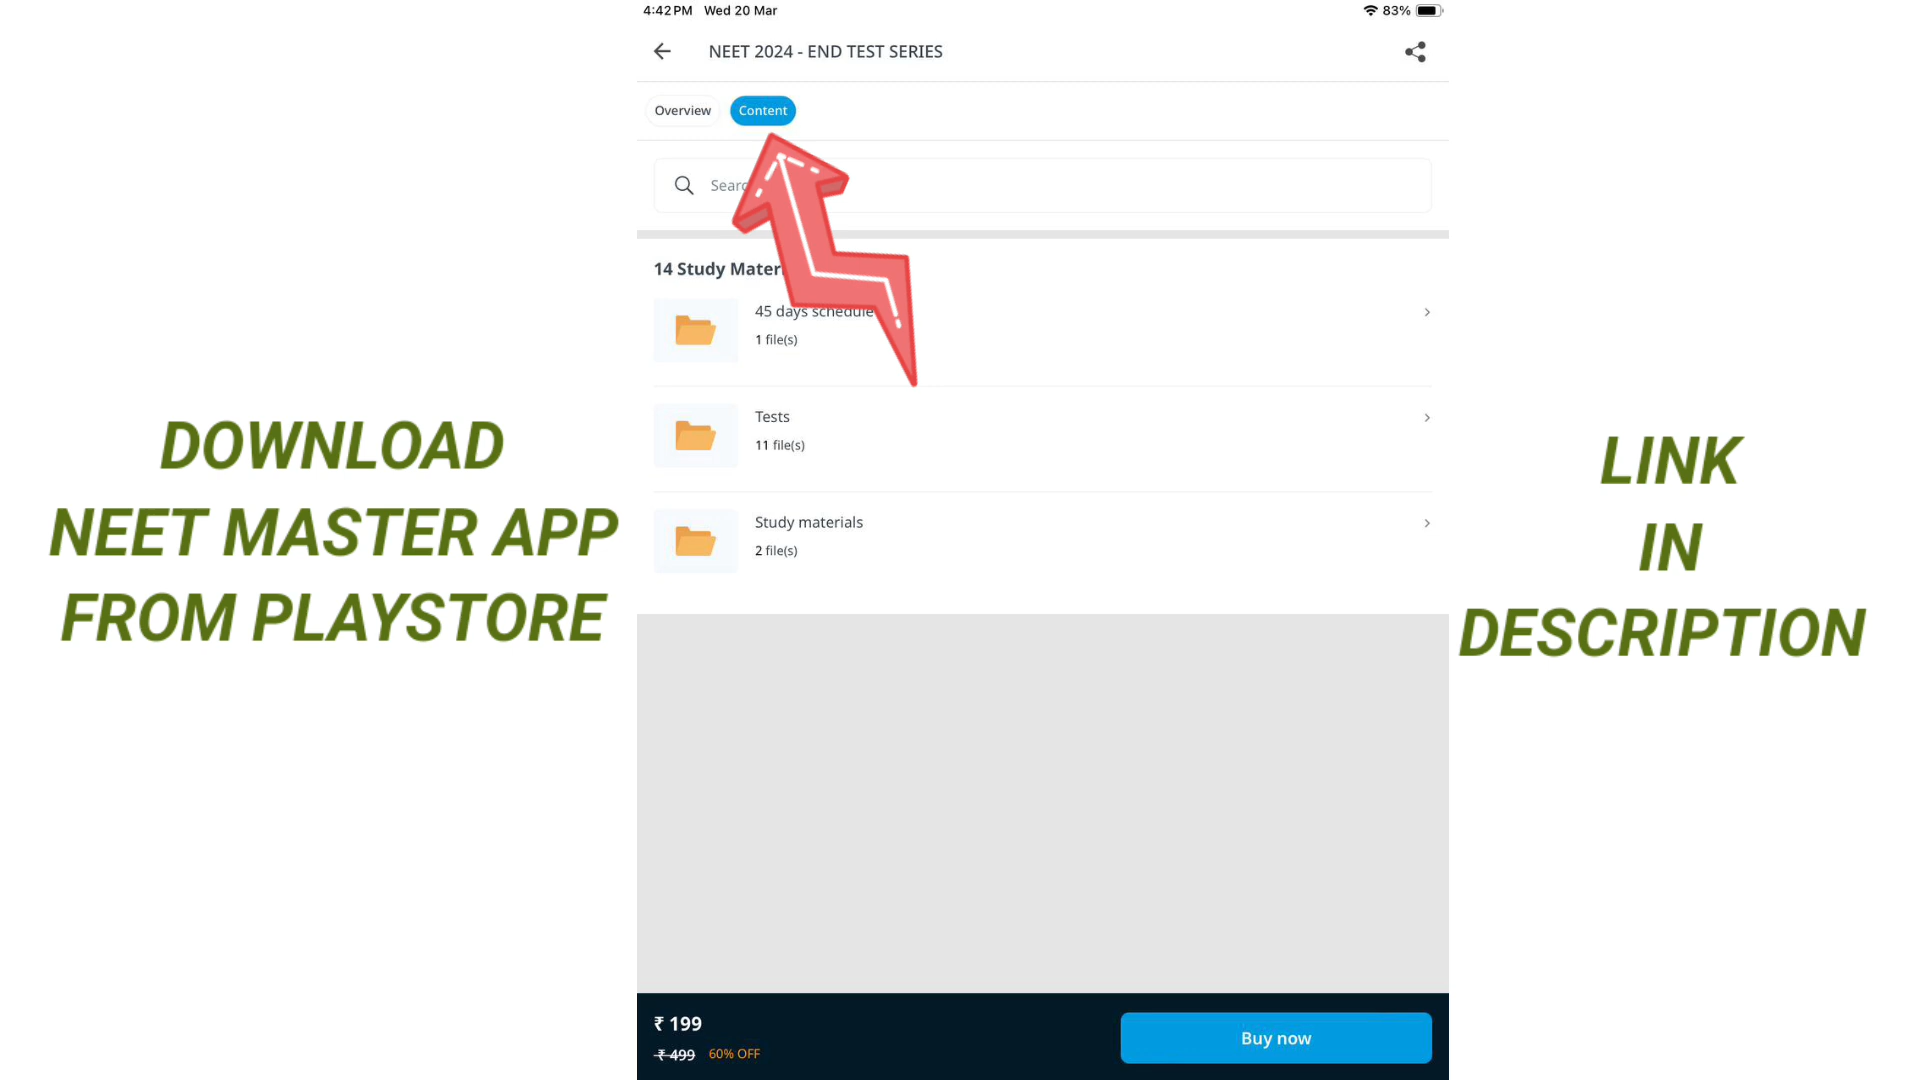 4:42 PM Wed 20 Mar
83%
NEET 2024 - END TEST SERIES
Overview
Content
14 Study
45 days schedule
1 file(s)
Tests
11 file(s)
Study materials
2 file(s)
DOWNLOAD
NEET MASTER APP
FROM PLAYSTORE
LINK
IN
DESCRIPTION
₹ 199
₹ 499 60% OFF
Buy now